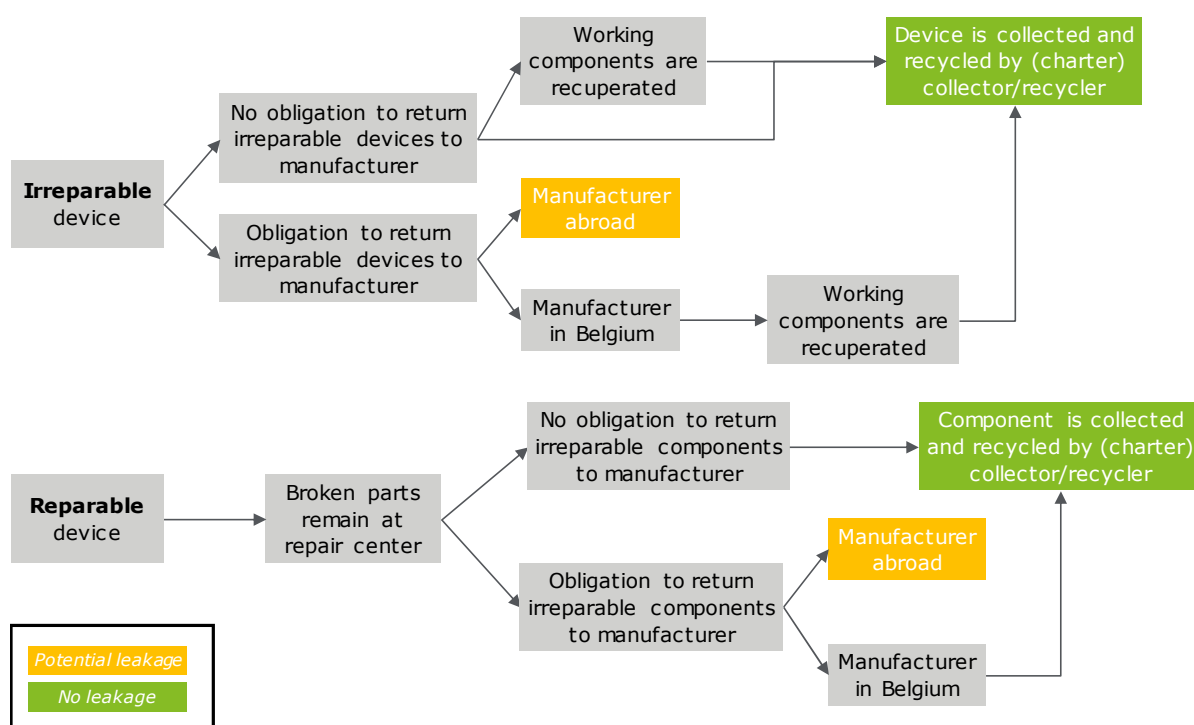 Working
components are
recuperated
Device is collected and
recycled by (charter)
collector/recycler
No obligation to return
irreparable devices to
manufacturer
Irreparable
device
Manufacturer
abroad
Obligation to return
irreparable devices to
manufacturer
Manufacturer
in Belgium
Working
components are
recuperated
No obligation to return
irreparable components
to manufacturer
Component is collected
and recycled by (charter)
collector/recycler
Reparable
device
Broken parts
remain at
repair center
Manufacturer
abroad
Obligation to return
irreparable components
to manufacturer
Manufacturer
in Belgium
Potential leakage
No leakage